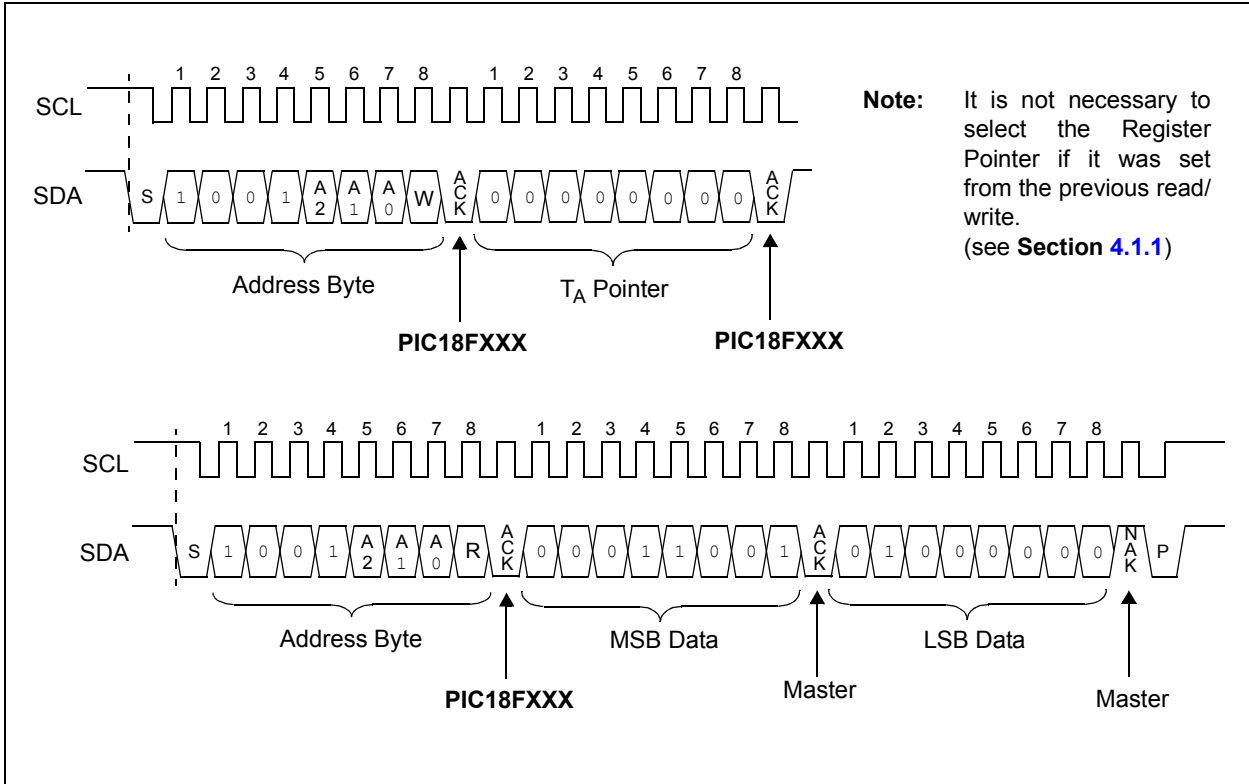 1 2 3 4 5 6 7 8 1 2 3 4 5 6 7 8
SCL
SDA
S 1 0 0 1 A2 A1 A0 W ACK 0 0 0 0 0 0 0 0 ACK
Address Byte
TA Pointer
PIC18FXXX
PIC18FXXX
Note: It is not necessary to
select the Register
Pointer if it was set
from the previous read/
write.
(see Section 4.1.1)
1 2 3 4 5 6 7 8 1 2 3 4 5 6 7 8 1 2 3 4 5 6 7 8
SCL
SDA
S 1 0 0 1 A2 A1 A0 R ACK 0 0 0 1 1 0 0 1 ACK 0 1 0 0 0 0 0 0 NAK P
Address Byte
MSB Data
LSB Data
PIC18FXXX
Master
Master